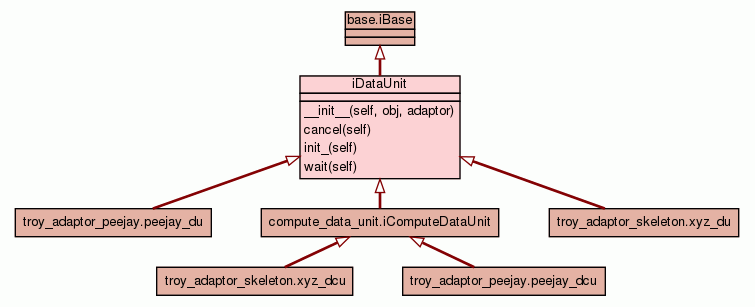 base.iBase
iDataUnit
__init__(self, obj, adaptor)
cancel(self)
init_(self)
wait(self)
troy_adaptor_peejay.peejay_du
compute_data_unit.iComputeDataUnit
troy_adaptor_skeleton.xyz_du
troy_adaptor_skeleton.xyz_dcu
troy_adaptor_peejay.peejay_dcu